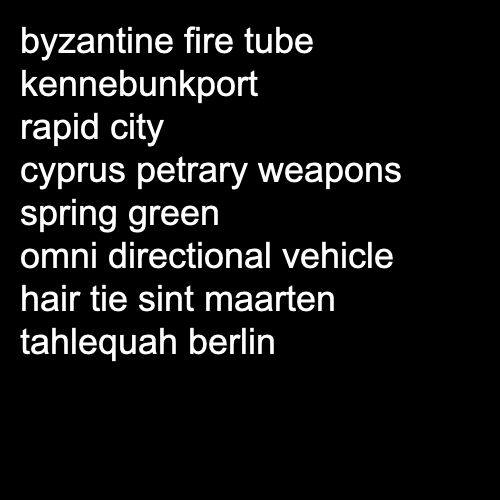 byzantine fire tube
kennebunkport
rapid city
cyprus petrary weapons
spring green
omni directional vehicle
hair tie sint maarten
tahlequah berlin